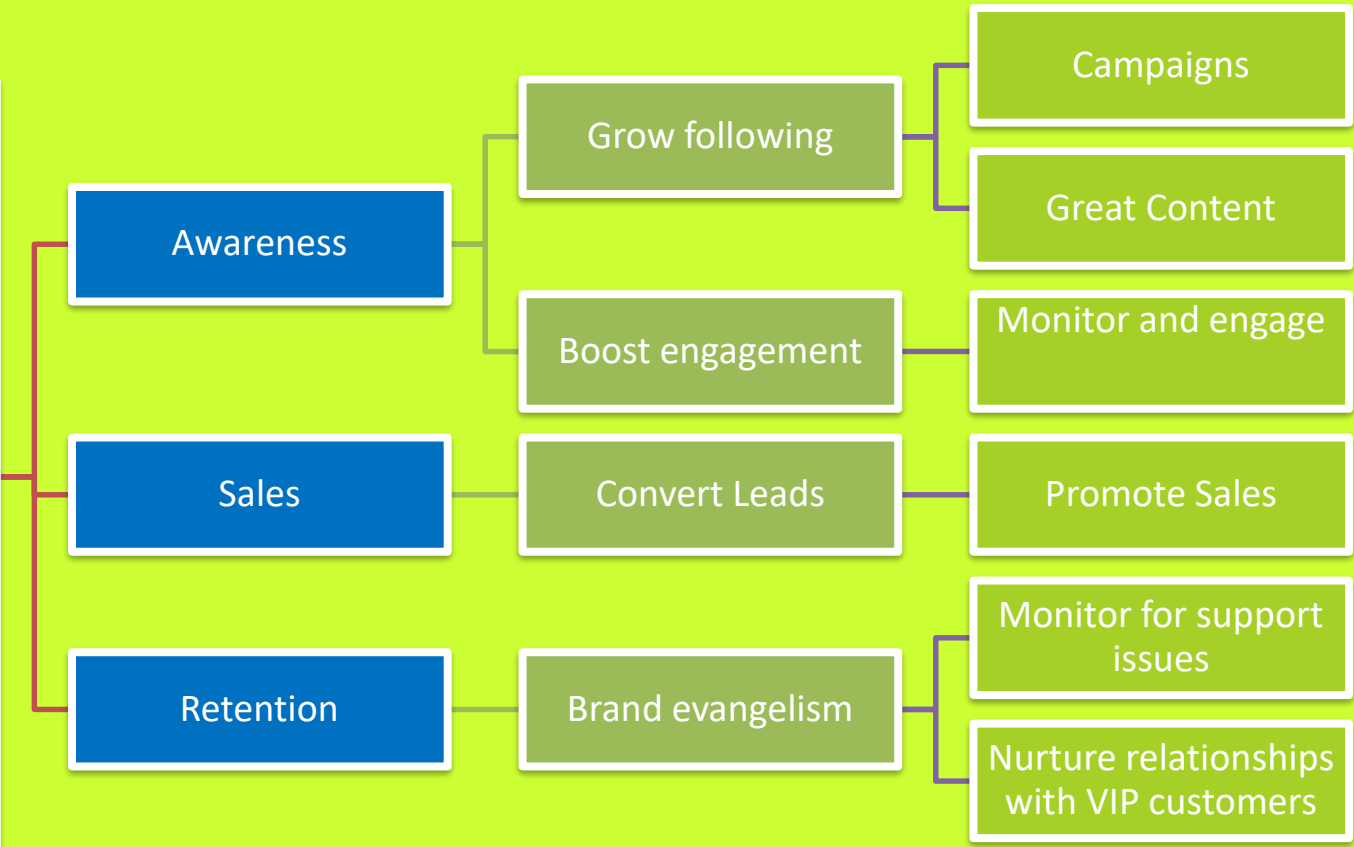 Campaigns
Grow following
Great Content
Awareness
Monitor and engage
Boost engagement
Sales
Convert Leads
Promote Sales
Monitor for support
issues
Retention
Brand evangelism
Nurture relationships
with VIP customers